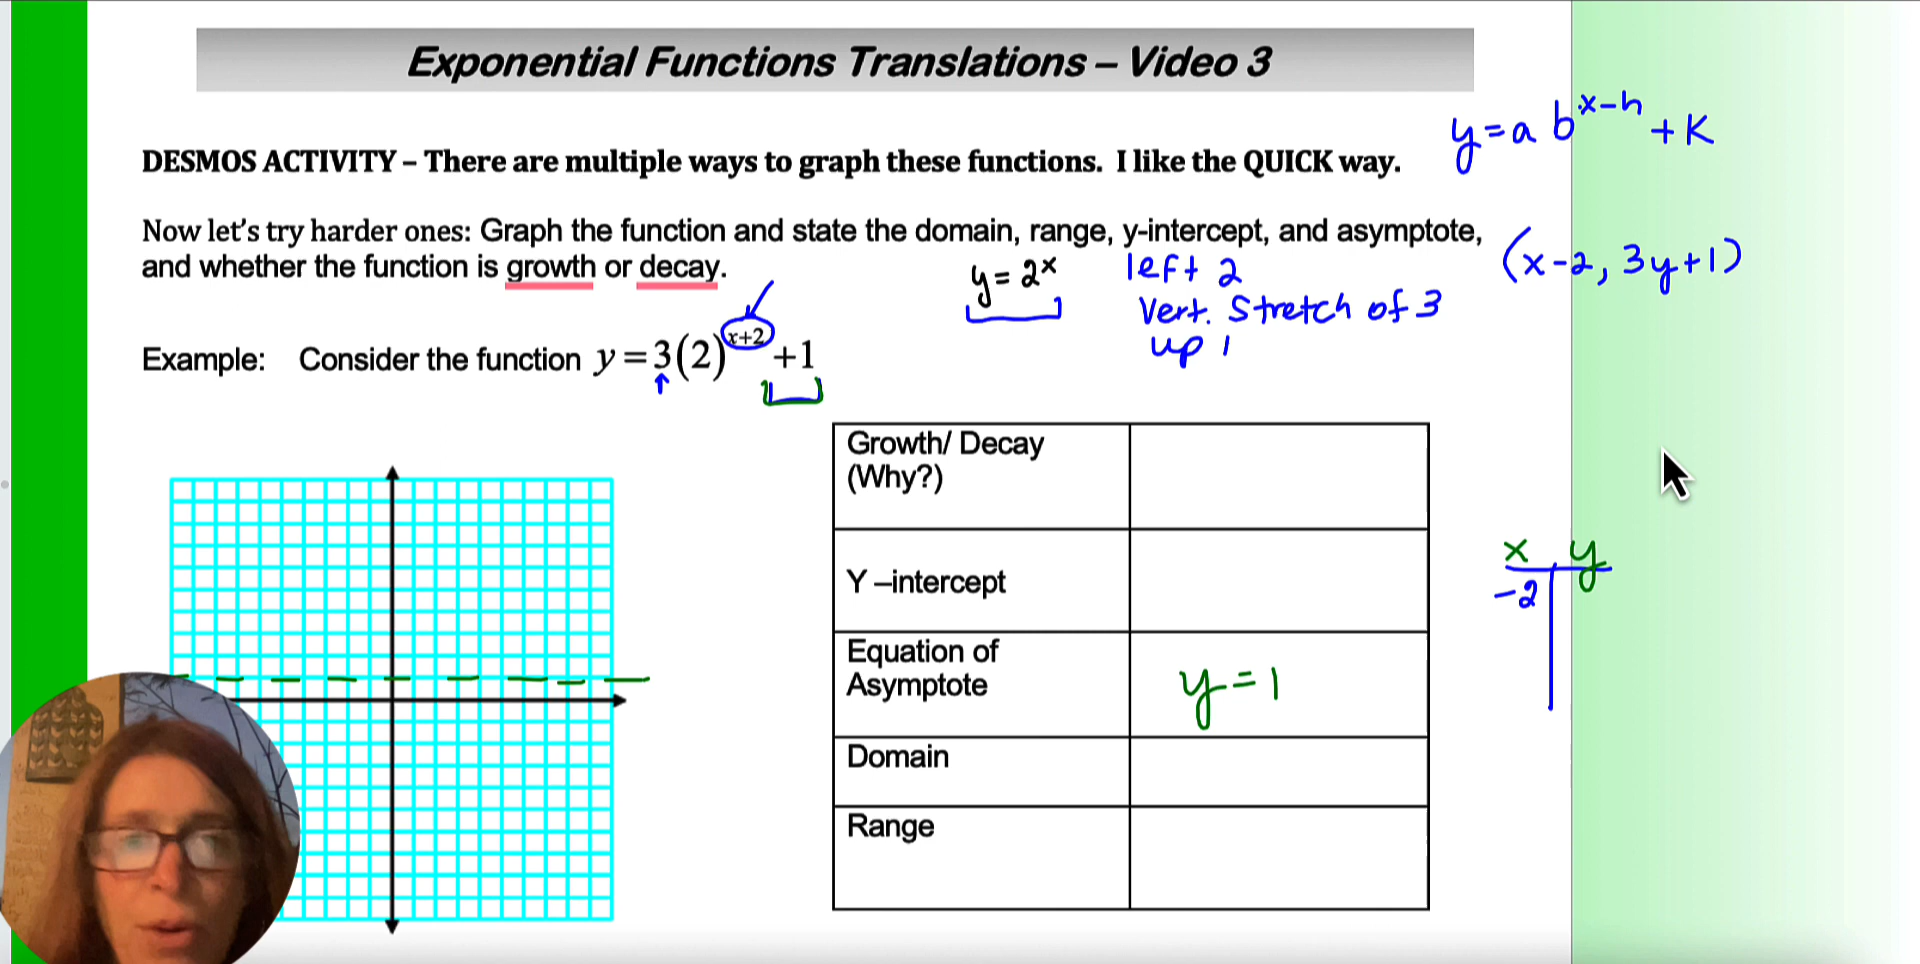 Exponential Functions Translations – Video 3
y = a b^x-h + K
DESMOS ACTIVITY – There are multiple ways to graph these functions. I like the QUICK way.
Now let's try harder ones: Graph the function and state the domain, range, y-intercept, and asymptote,
and whether the function is growth or decay.
y = 2^x
left 2
Vert. Stretch of 3
up 1
(x-2, 3y+1)
Example: Consider the function y = 3(2)^x+2 +1
Growth/ Decay
(Why?)
Y –intercept
Equation of
Asymptote
y = 1
Domain
Range
x y
-2